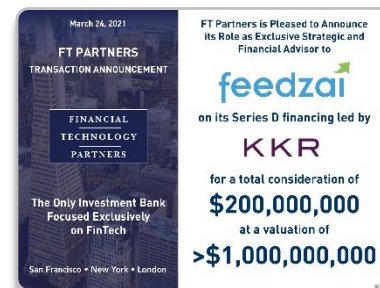 March 24, 2021
FT PARTNERS
TRANSACTION ANNOUNCEMENT
FINANCIAL
TECHNOLOGY
PARTNERS
The Only Investment Bank
Focused Exclusively
on FinTech
San Francisco • New York • London
FT Partners is Pleased to Announce
its Role as Exclusive Strategic and
Financial Advisor to
feedzai
on its Series D financing led by
KKR
for a total consideration of
$200,000,000
at a valuation of
>$1,000,000,000